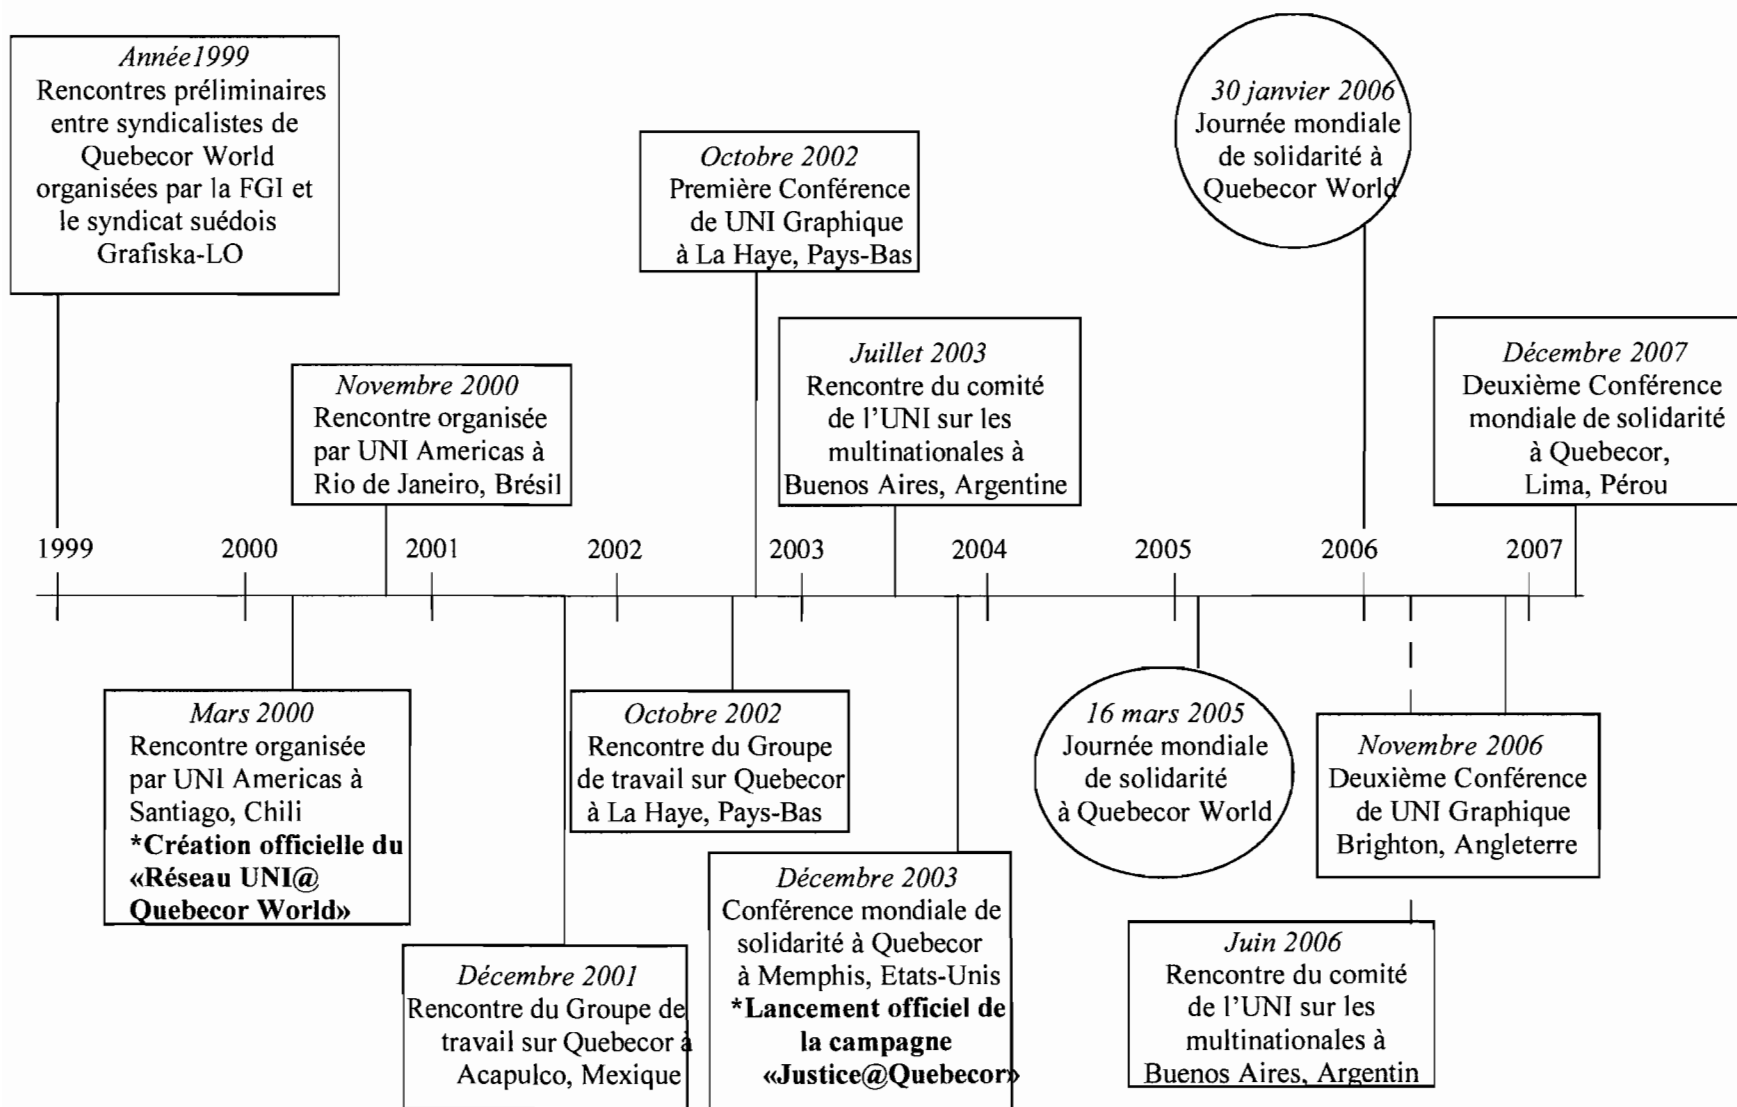 Année1999
Rencontres préliminaires
entre syndicalistes de
Quebecor World
organisées par la FGI et
le syndicat suédois
Grafiska-LO
30 janvier 2006
Journée mondiale
de solidarité à
Quebecor World
Octobre 2002
Première Conférence
de UNI Graphique
à La Haye, Pays-Bas
Juillet 2003
Rencontre du comité
de l'UNI sur les
multinationales à
Buenos Aires, Argentine
Décembre 2007
Deuxième Conférence
mondiale de solidarité
à Quebecor,
Lima, Pérou
Novembre 2000
Rencontre organisée
par UNI Americas à
Rio de Janeiro, Brésil
1999 2000 2001 2002 2003 2004 2005 2006 2007
Mars 2000
Rencontre organisée
par UNI Americas à
Santiago, Chili
*Création officielle du
«Réseau UNI@
Quebecor World»
Octobre 2002
Rencontre du Groupe
de travail sur Quebecor
à La Haye, Pays-Bas
16 mars 2005
Journée mondiale
de solidarité
à Quebecor World
Novembre 2006
Deuxième Conférence
de UNI Graphique
Brighton, Angleterre
Décembre 2001
Rencontre du Groupe de
travail sur Quebecor à
Acapulco, Mexique
Décembre 2003
Conférence mondiale de
solidarité à Quebecor
à Memphis, Etats-Unis
*Lancement officiel de
la campagne
«Justice@Quebecor»
Juin 2006
Rencontre du comité
de l'UNI sur les
multinationales à
Buenos Aires, Argentin